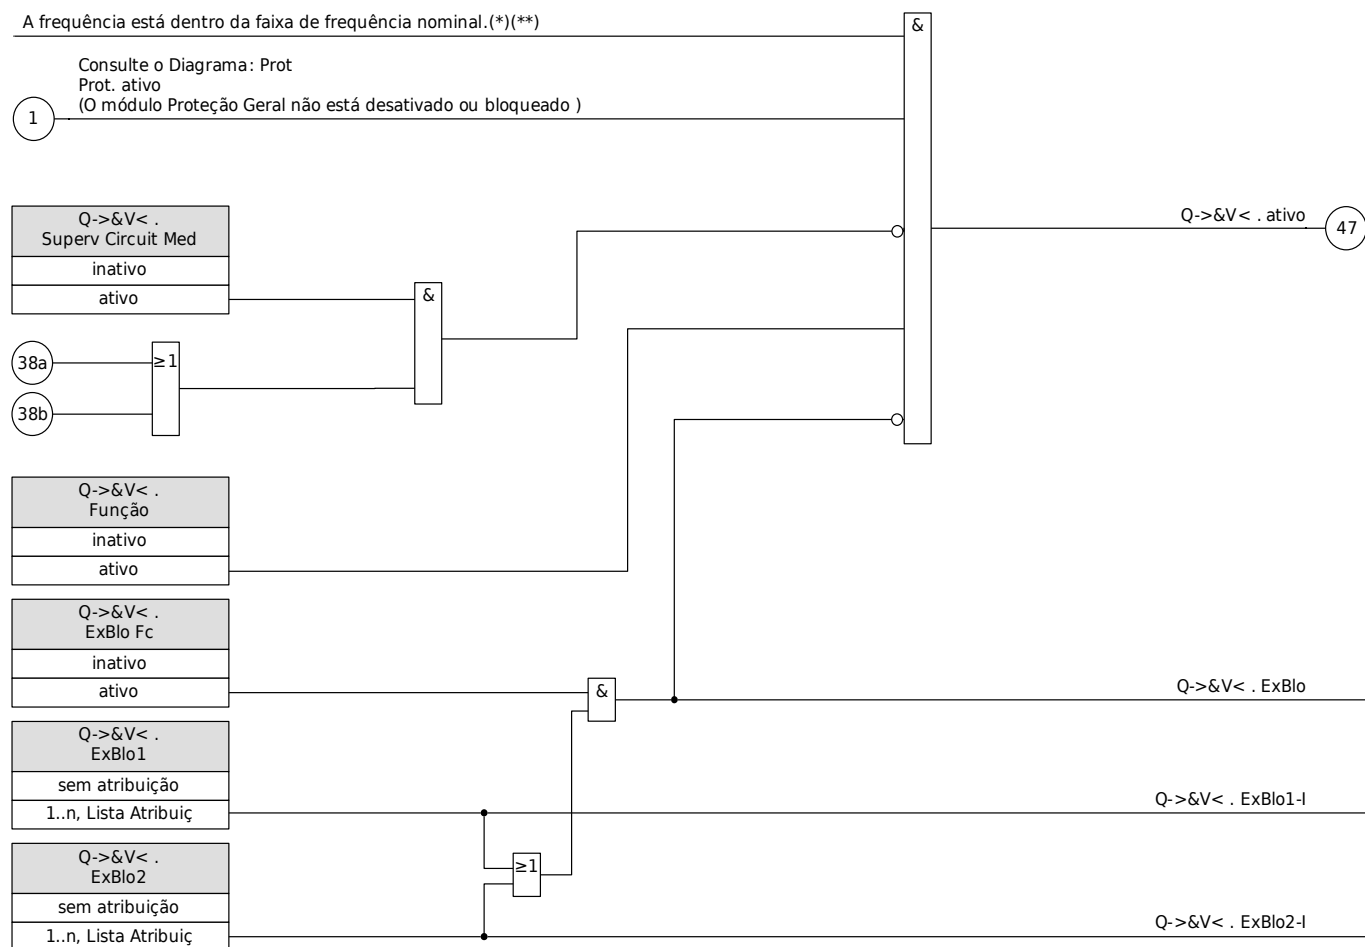 A frequência está dentro da faixa de frequência nominal.(*)(**)
&
Consulte o Diagrama: Prot
Prot. ativo
(O módulo Proteção Geral não está desativado ou bloqueado )
1
Q->&V< .
Superv Circuit Med
inativo
ativo
&
Q->&V< . ativo
47
38a
≥1
38b
Q->&V< .
Função
inativo
ativo
Q->&V< .
ExBlo Fc
inativo
ativo
&
Q->&V< . ExBlo
Q->&V< .
ExBlo1
sem atribuição
1..n, Lista Atribuiç
Q->&V< . ExBlo1-I
≥1
Q->&V< .
ExBlo2
sem atribuição
1..n, Lista Atribuiç
Q->&V< . ExBlo2-I